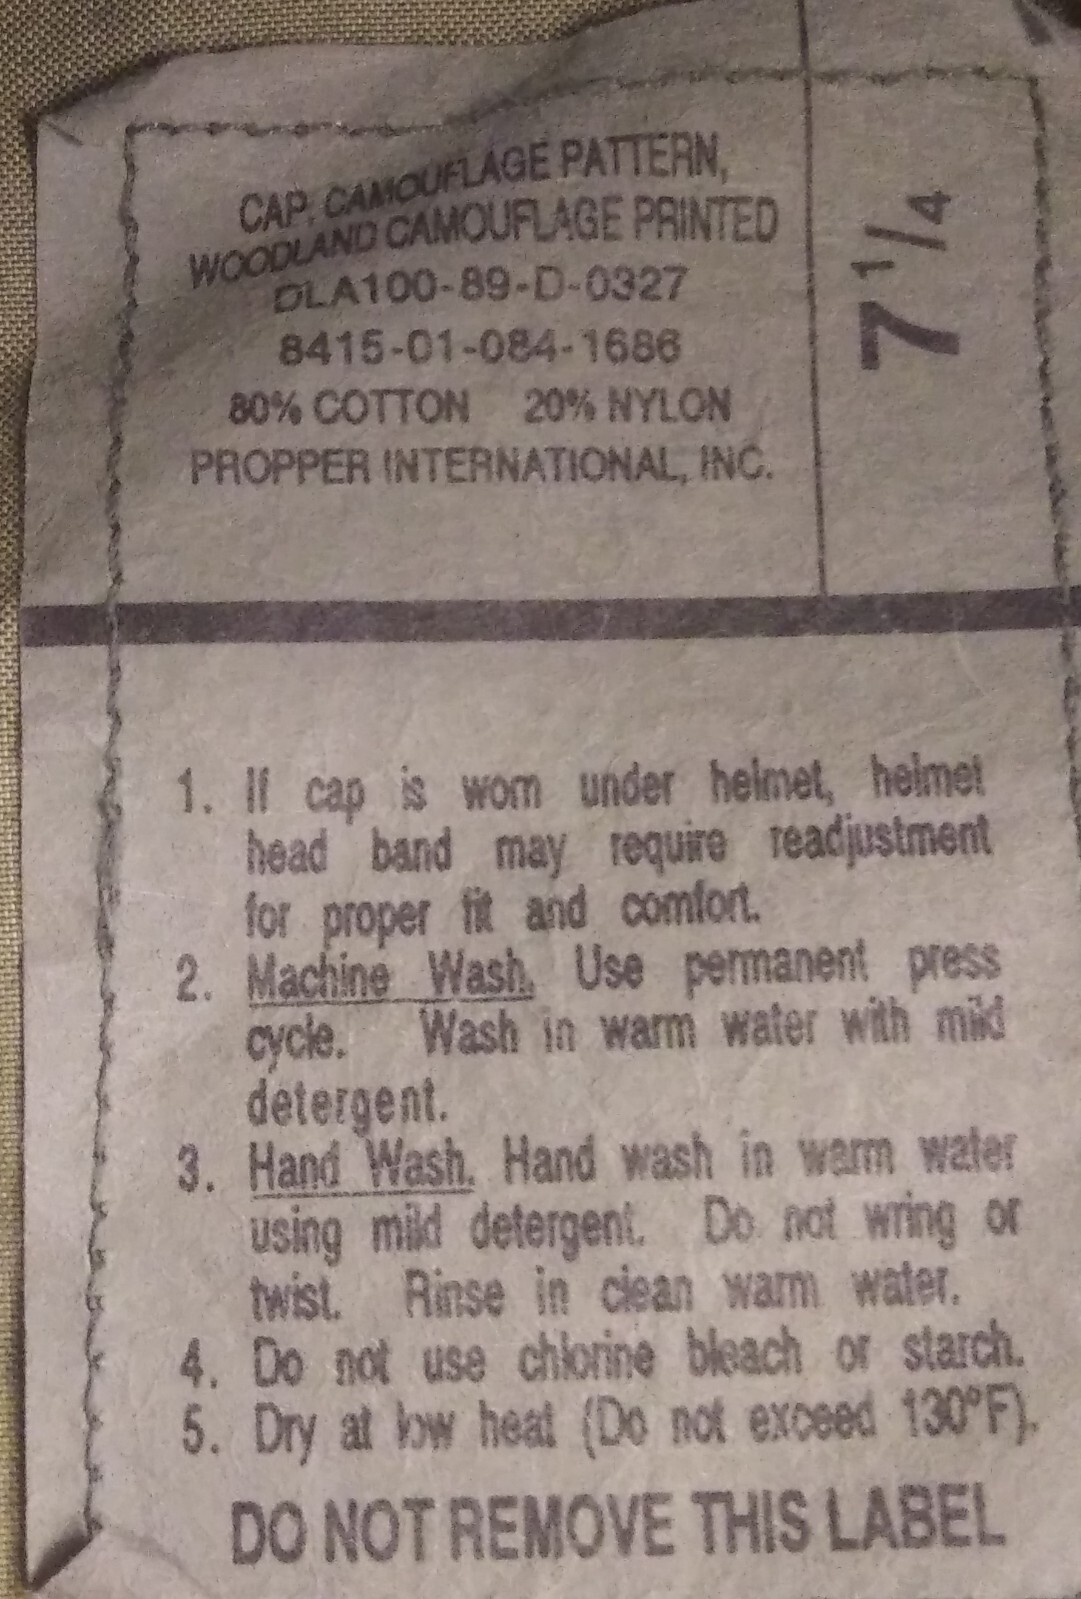 CAP, CAMOUFLAGE PATTERN,
WOODLAND CAMOUFLAGE PRINTED
DLA100-89-D-0327
8415-01-084-1686
80% COTTON 20% NYLON
PROPPER INTERNATIONAL, INC.
7 1/4
1. If cap is worn under helmet, helmet
head band may require readjustment
for proper fit and comfort.
2. Machine Wash. Use permanent press
cycle. Wash in warm water with mild
detergent.
3. Hand Wash. Hand wash in warm water
using mild detergent. Do not wring or
twist. Rinse in clean warm water.
4. Do not use chlorine bleach or starch.
5. Dry at low heat (Do not exceed 130°F).
DO NOT REMOVE THIS LABEL